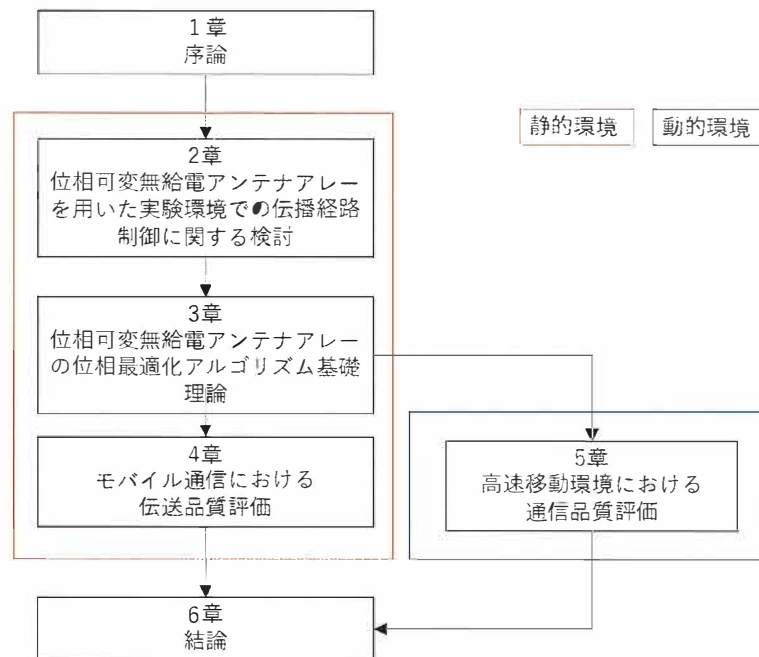 1章
序論
静的環境
動的環境
2章
位相可変無給電アンテナアレー
を用いた実験環境での伝播経路
制御に関する検討
3章
位相可変無給電アンテナアレー
の位相最適化アルゴリズム基礎
理論
4章
モバイル通信における
伝送品質評価
5章
高速移動環境における
通信品質評価
6章
結論